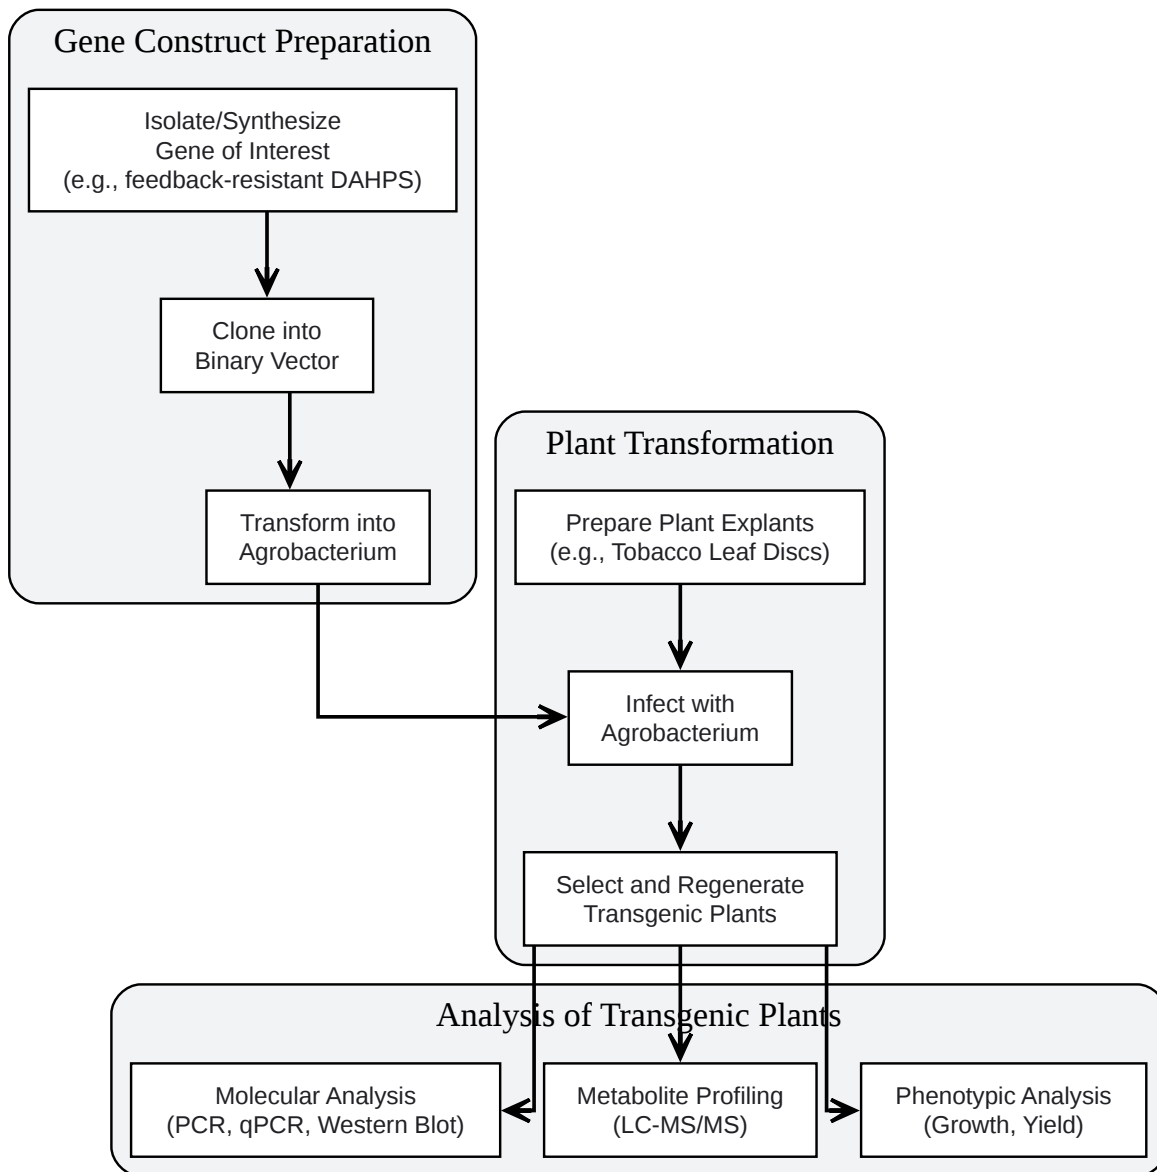 Gene Construct Preparation
Isolate/Synthesize
Gene of Interest
(e.g., feedback-resistant DAHPS)
Clone into
Binary Vector
Transform into
Agrobacterium
Plant Transformation
Prepare Plant Explants
(e.g., Tobacco Leaf Discs)
Infect with
Agrobacterium
Select and Regenerate
Transgenic Plants
Analysis of Transgenic Plants
Molecular Analysis
(PCR, qPCR, Western Blot)
Metabolite Profiling
(LC-MS/MS)
Phenotypic Analysis
(Growth, Yield)